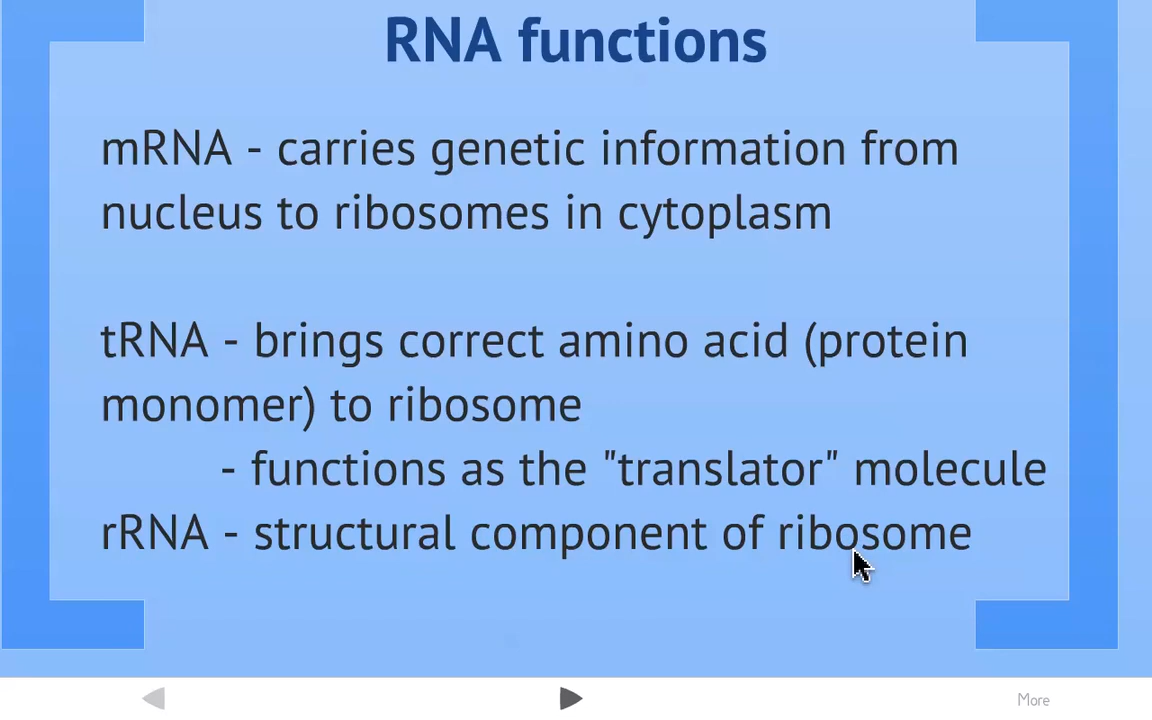 RNA functions
mRNA - carries genetic information from
nucleus to ribosomes in cytoplasm
tRNA - brings correct amino acid (protein
monomer) to ribosome
- functions as the "translator" molecule
rRNA - structural component of ribosome
More